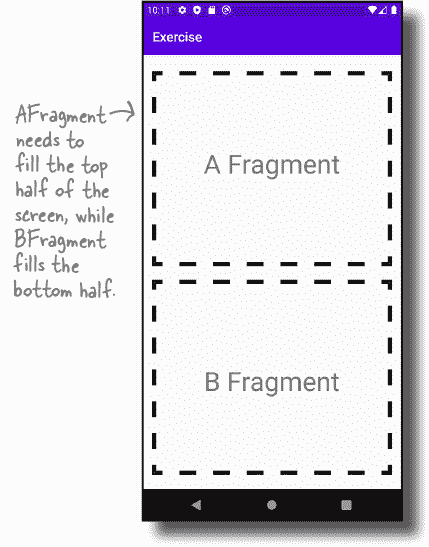 10:11
Exercise
AFragment
needs to
fill the top
half of the
screen, while
BFragment
fills the
bottom half.
A Fragment
B Fragment